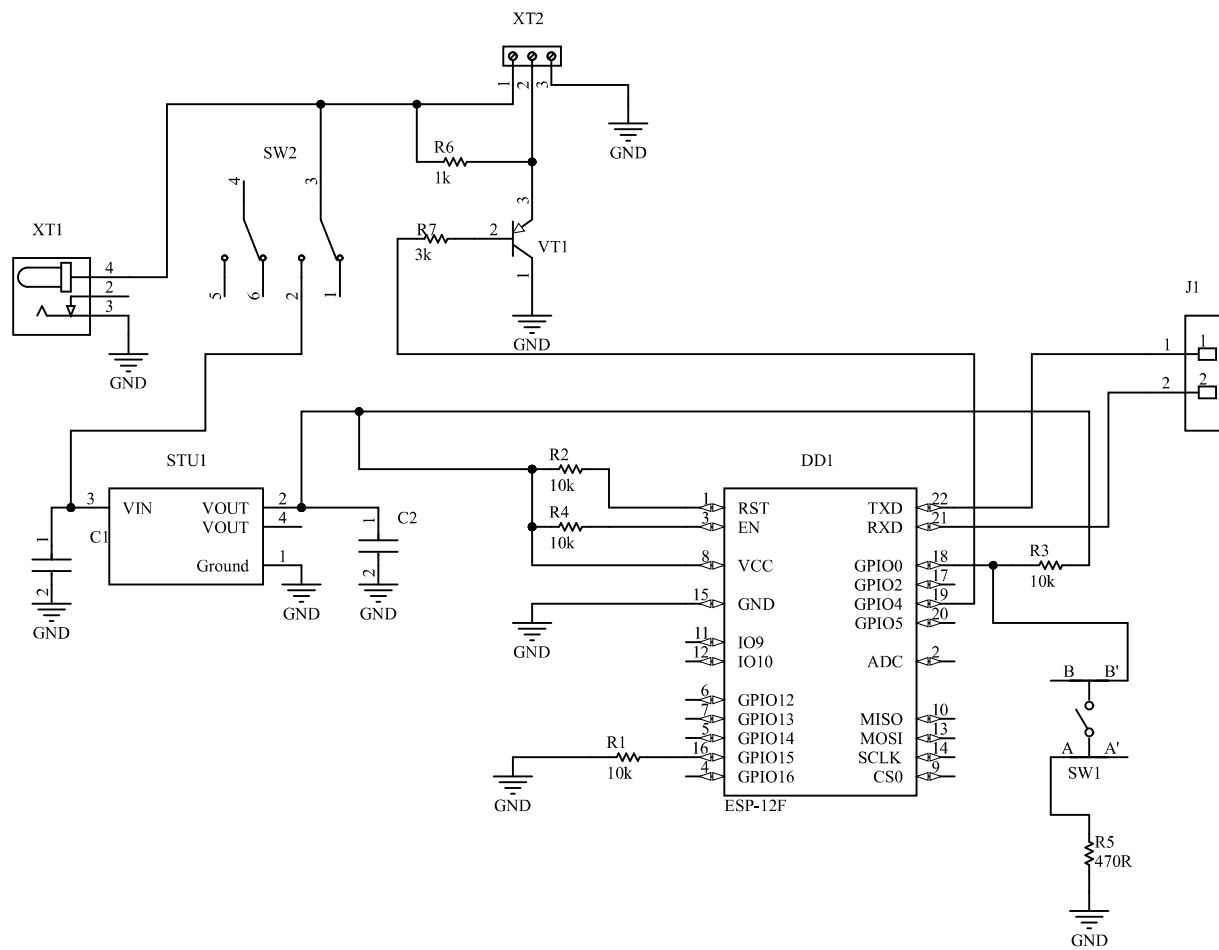 XT2
1
2
3
GND
R6
1k
SW2
4
3
3
R7
2
3k
VT1
1
GND
XT1
4
2
3
GND
5
6
2
1
J1
1
1
2
2
STU1
3
VIN
VOUT
2
VOUT
4
Ground
1
C1
1
2
GND
GND
C2
1
2
GND
R2
10k
R4
10k
DD1
1
RST
TXD
22
3
EN
RXD
21
8
VCC
GPIO0
18
R3
10k
GPIO2
17
15
GND
GPIO4
19
GND
GPIO5
20
11
IO9
12
IO10
ADC
2
6
GPIO12
7
GPIO13
MISO
10
5
GPIO14
MOSI
13
R1
10k
16
GPIO15
SCLK
14
4
GPIO16
CS0
9
GND
ESP-12F
B
B'
A
A'
SW1
R5
470R
GND